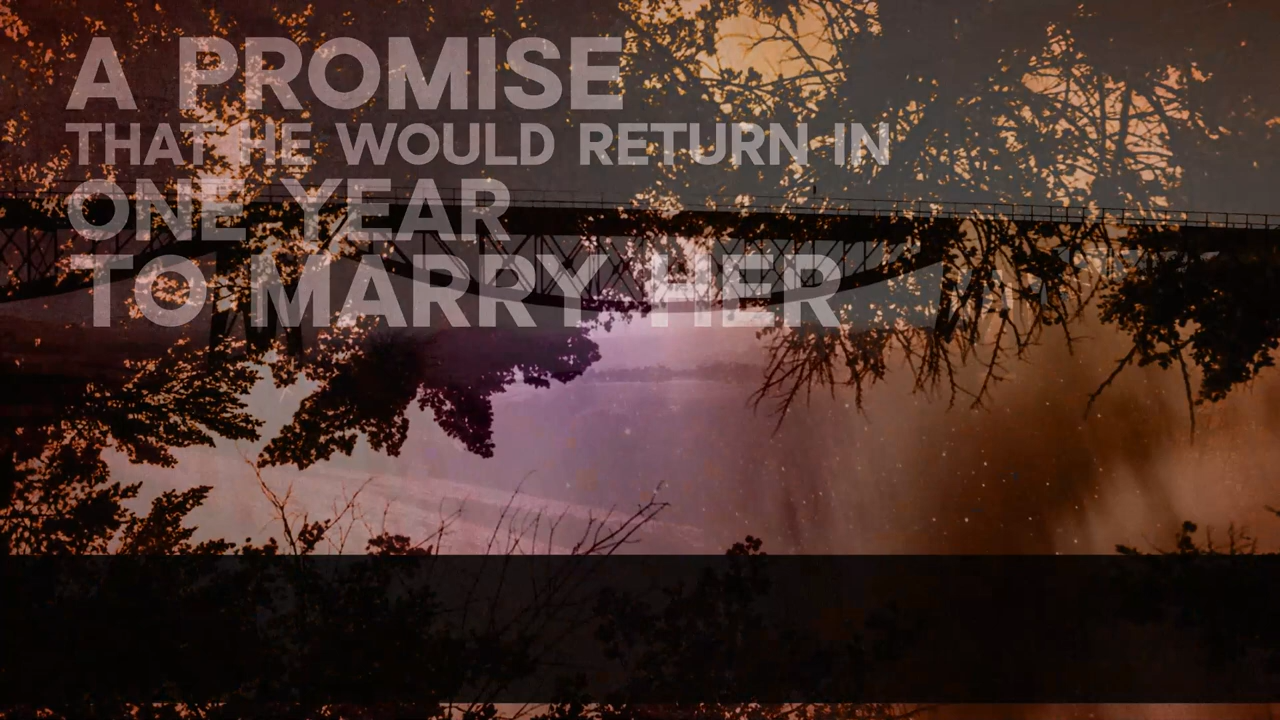 A PROMISE
THAT HE WOULD RETURN IN
ONE YEAR
TO MARRY HER